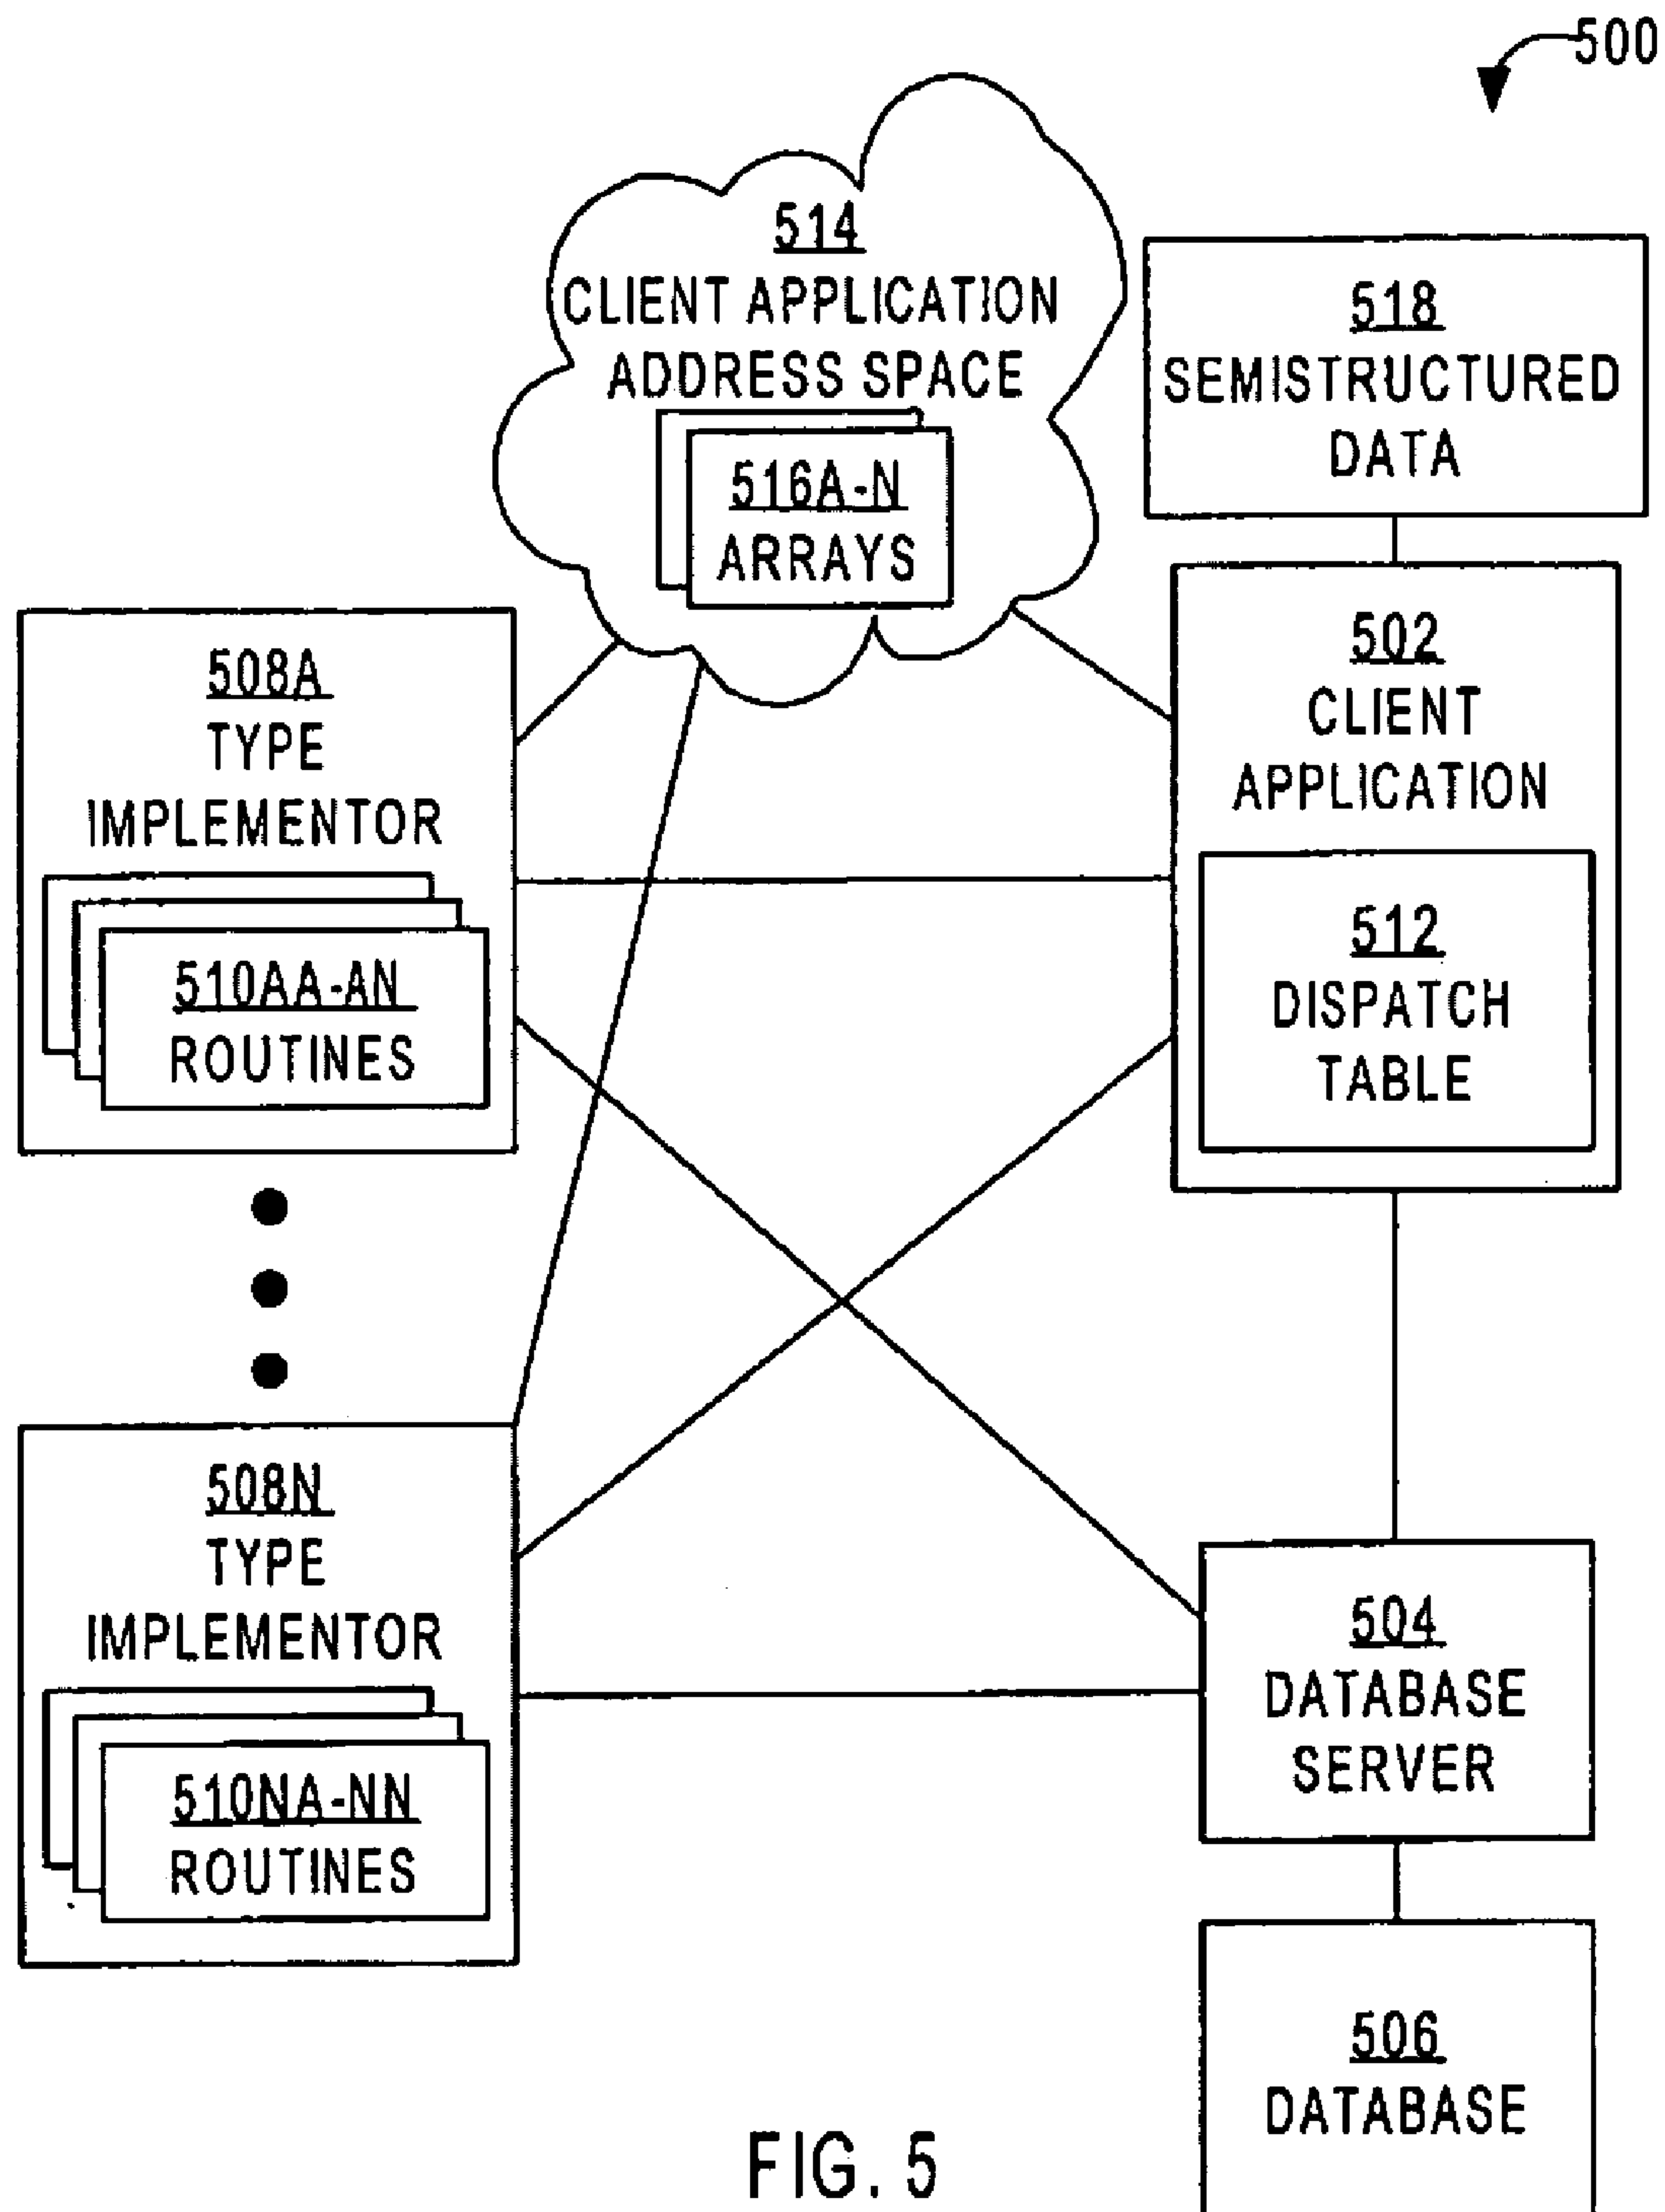 500
514
CLIENT APPLICATION
ADDRESS SPACE
516A-N
ARRAYS
518
SEMISTRUCTURED
DATA
508A
TYPE
IMPLEMENTOR
510AA-AN
ROUTINES
502
CLIENT
APPLICATION
512
DISPATCH
TABLE
508N
TYPE
IMPLEMENTOR
510NA-NN
ROUTINES
504
DATABASE
SERVER
506
DATABASE
FIG. 5